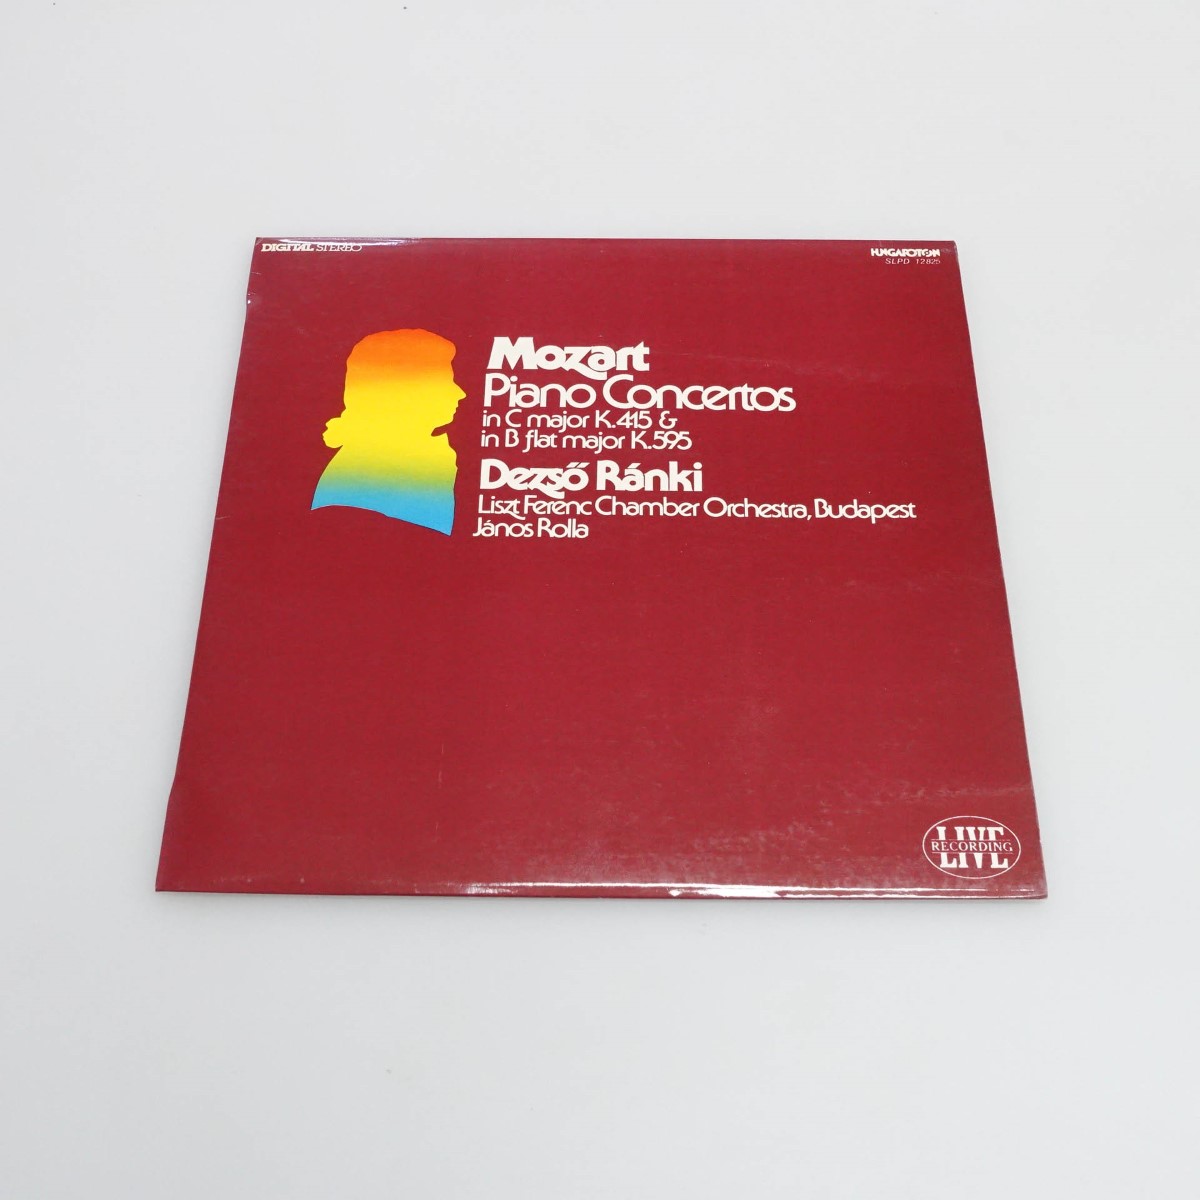 DIGITAL STEREO
HUNGAROTON
SLPD 12825
Mozart
Piano Concertos
in C major K.415 &
in B flat major K.595
Dezső Ránki
Liszt Ferenc Chamber Orchestra, Budapest
János Rolla
LIVE
RECORDING
LIVE